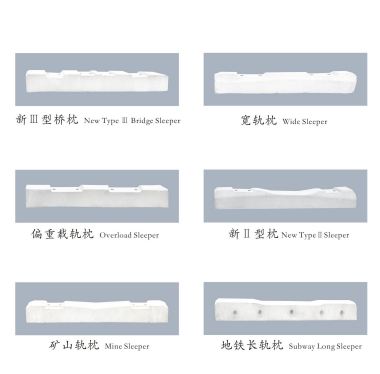 新Ⅲ型桥枕 New Type Ⅲ Bridge Sleeper
宽轨枕 Wide Sleeper
偏重载轨枕 Overload Sleeper
新Ⅱ型枕 New Type Ⅱ Sleeper
矿山轨枕 Mine Sleeper
地铁长轨枕 Subway Long Sleeper